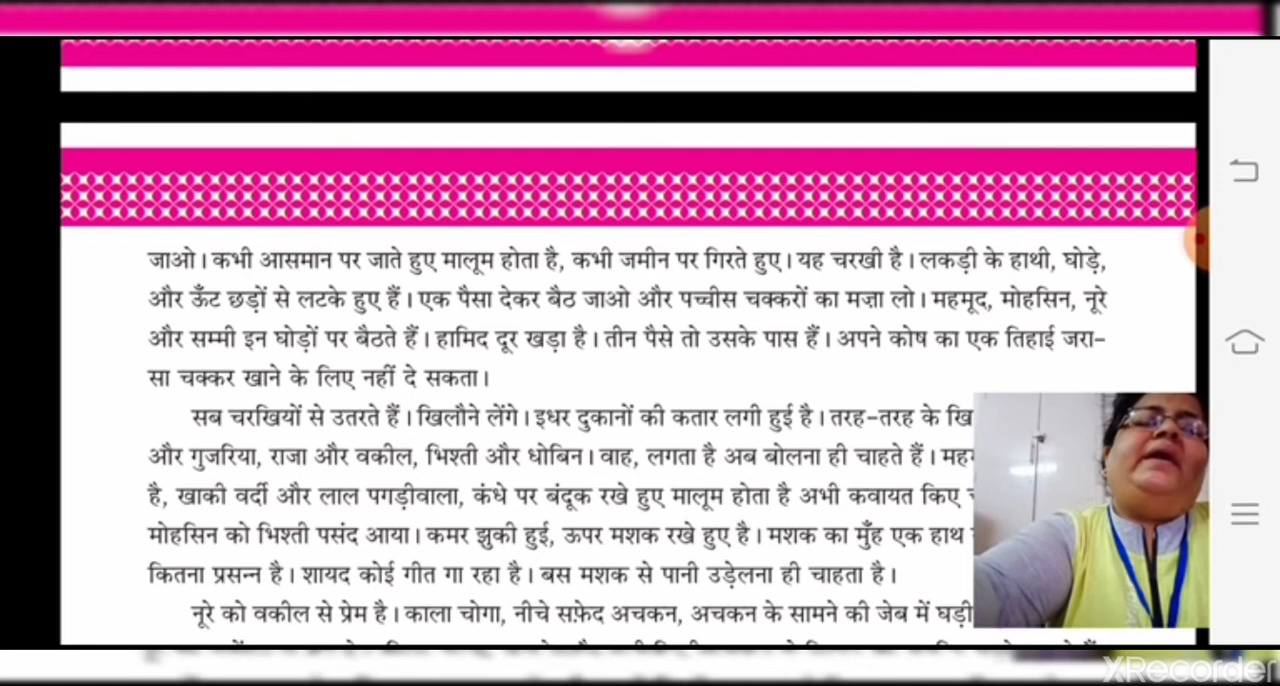 जाओ। कभी आसमान पर जाते हुए मालूम होता है, कभी जमीन पर गिरते हुए। यह चरखी है। लकड़ी के हाथी, घोड़े,
और ऊँट छड़ों से लटके हुए हैं। एक पैसा देकर बैठ जाओ और पच्चीस चक्करों का मज़ा लो। महमूद, मोहसिन, नूरे
और सम्मी इन घोड़ों पर बैठते हैं। हामिद दूर खड़ा है। तीन पैसे तो उसके पास हैं। अपने कोष का एक तिहाई जरा-
सा चक्कर खाने के लिए नहीं दे सकता।
सब चरखियों से उतरते हैं। खिलौने लेंगे। इधर दुकानों की कतार लगी हुई है। तरह-तरह के
और गुजरिया, राजा और वकील, भिश्ती और धोबिन। वाह, लगता है अब बोलना ही चाहते हैं।
है, खाकी वर्दी और लाल पगड़ीवाला, कंधे पर बंदूक रखे हुए मालूम होता है अभी कवायत किए
मोहसिन को भिश्ती पसंद आया। कमर झुकी हुई, ऊपर मशक रखे हुए है। मशक का मुँह एक हाथ
कितना प्रसन्न है। शायद कोई गीत गा रहा है। बस मशक से पानी उड़ेलना ही चाहता है।
नूरे को वकील से प्रेम है। काला चोगा, नीचे सफ़ेद अचकन, अचकन के सामने की जेब में घड़ी
XRecorder